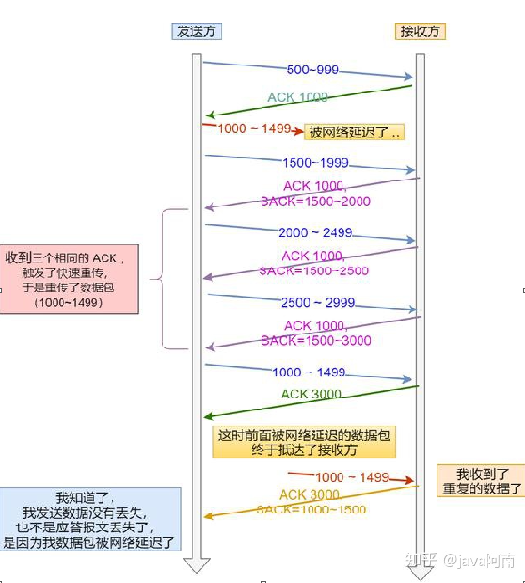 发送方
接收方
500~999
ACK 1000
1000 ~ 1499
被网络延迟了 ..
1500~1999
ACK 1000,
SACK=1500~2000
2000 ~ 2499
ACK 1000,
SACK=1500~2500
收到三个相同的 ACK ,
触发了快速重传,
于是重传了数据包
(1000~1499)
2500 ~ 2999
ACK 1000,
SACK=1500~3000
1000 ~ 1499
ACK 3000
这时前面被网络延迟的数据包
终于抵达了接收方
1000 ~ 1499
我收到了
重复的数据了
ACK 3000,
SACK=1000~1500
我知道了,
我发送数据没有丢失,
也不是应答报文丢失了,
是因为我数据包被网络延迟了
知乎 @java阿南